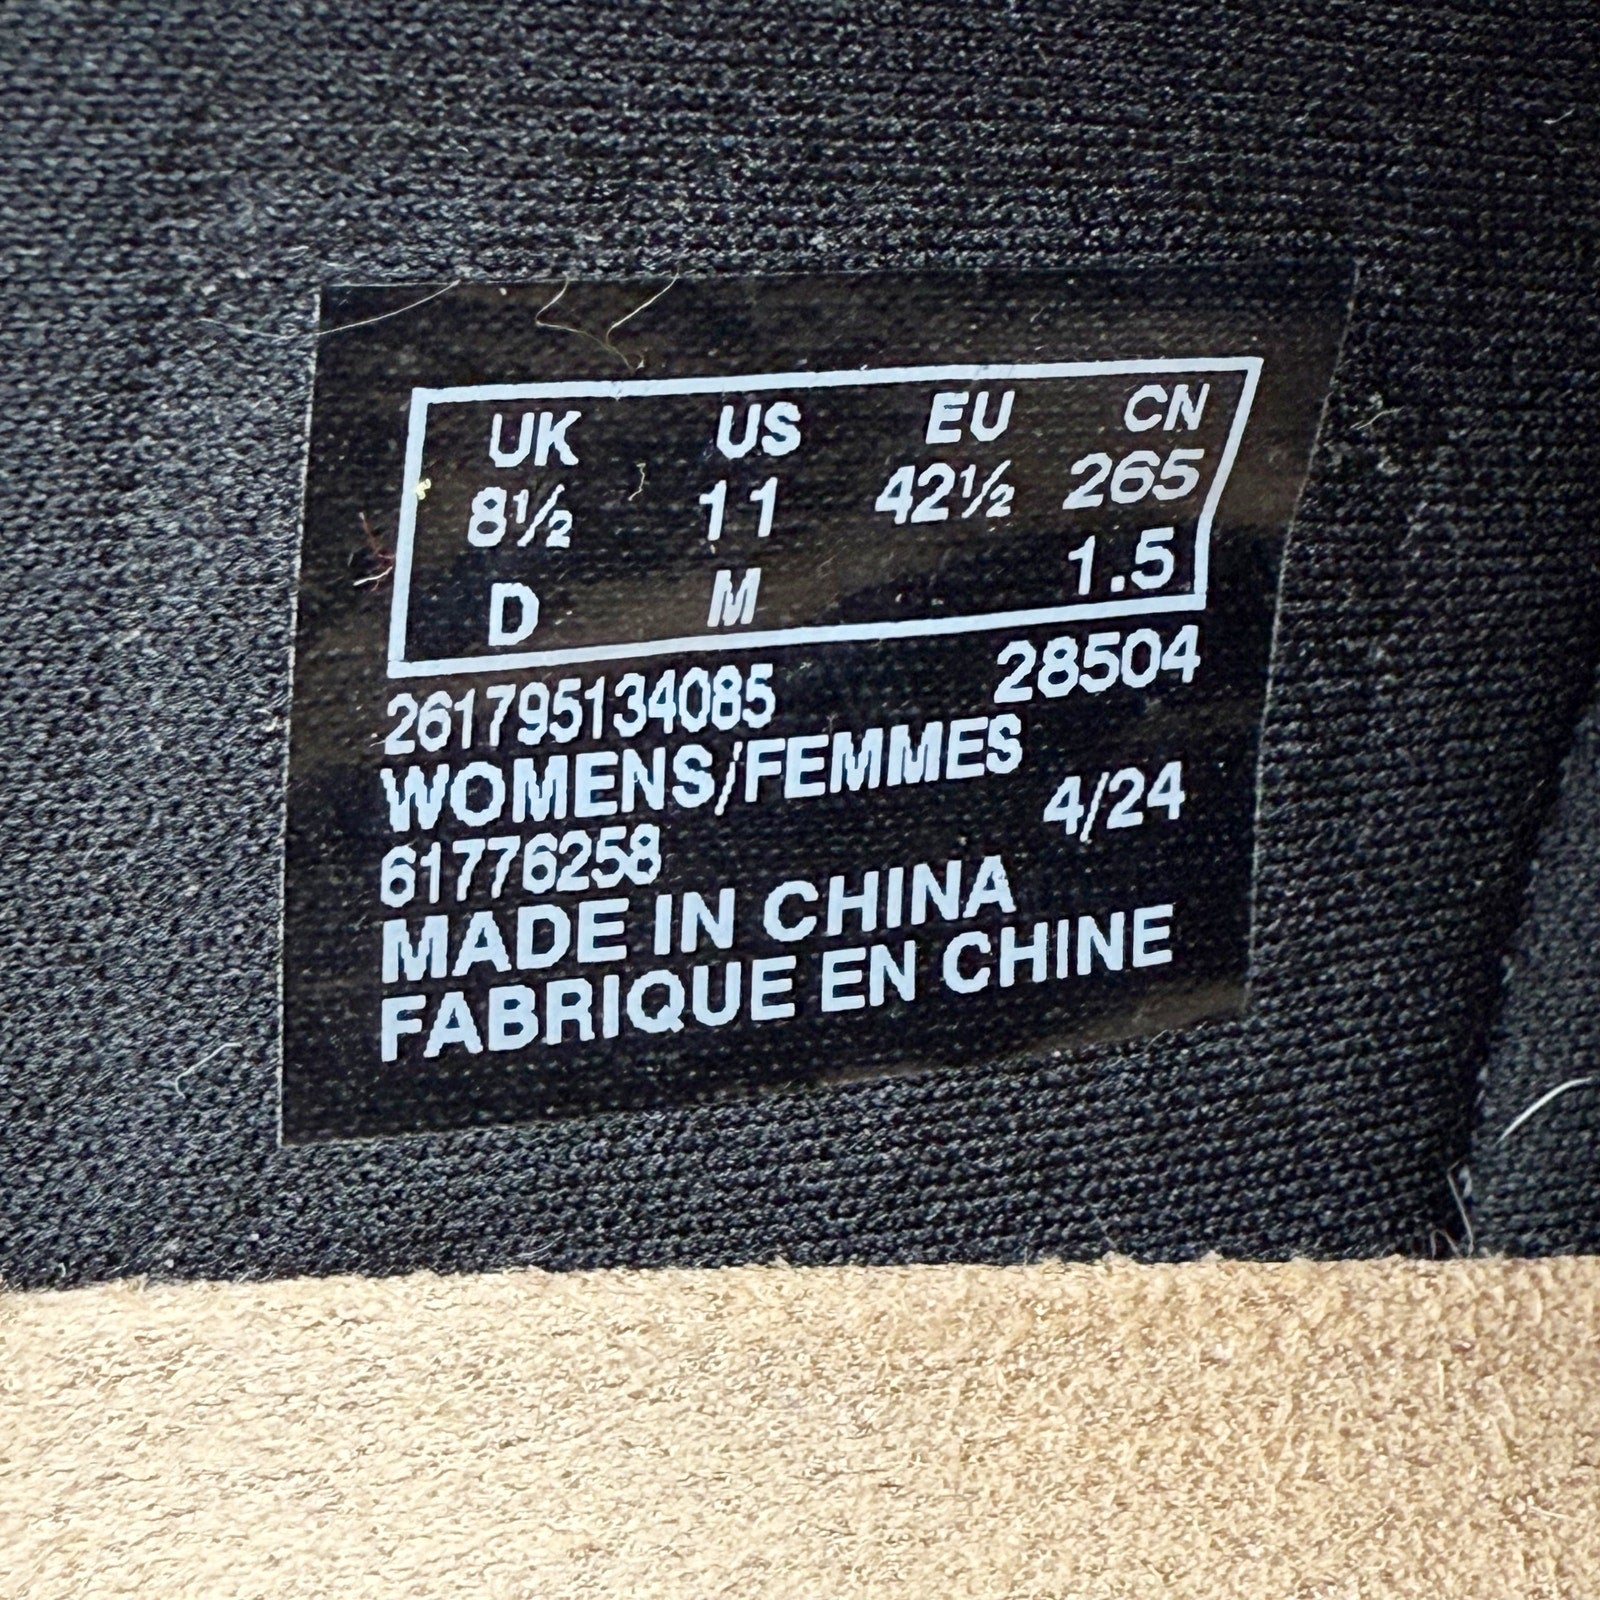 UK US EU CN
8½ 11 42½ 265
D M 1.5
261795134085 28504
WOMENS/FEMMES
61776258 4/24
MADE IN CHINA
FABRIQUE EN CHINE